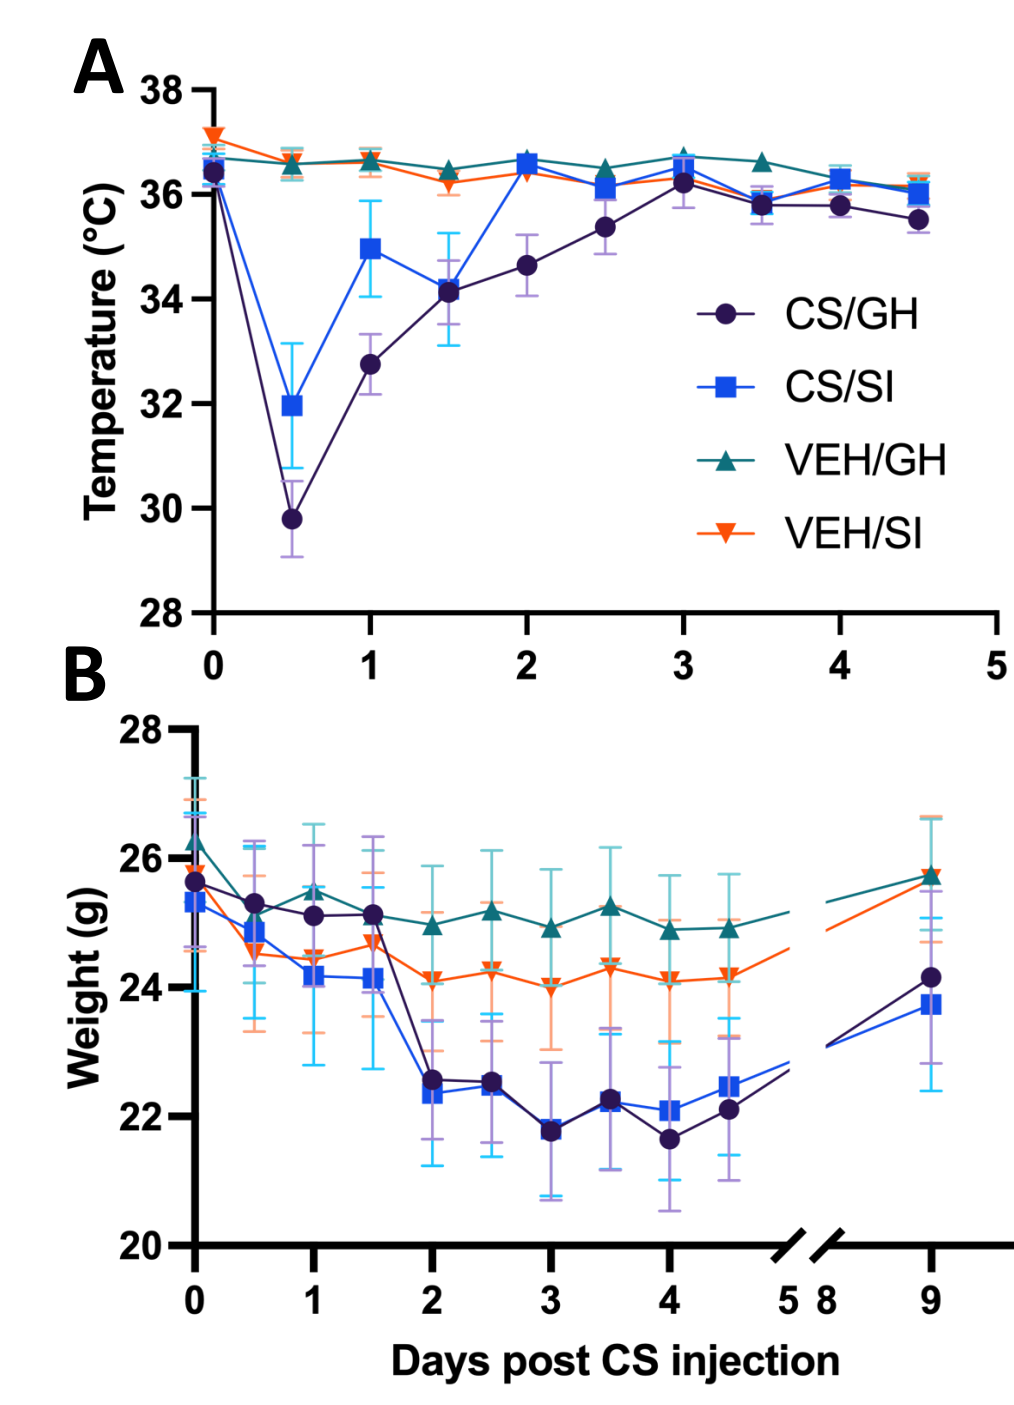 A
38
36
34
32
30
28
Temperature (°C)
CS/GH
CS/SI
VEH/GH
VEH/SI
0 1 2 3 4 5
B
28
26
24
22
20
Weight (g)
0 1 2 3 4 5 8 9
Days post CS injection